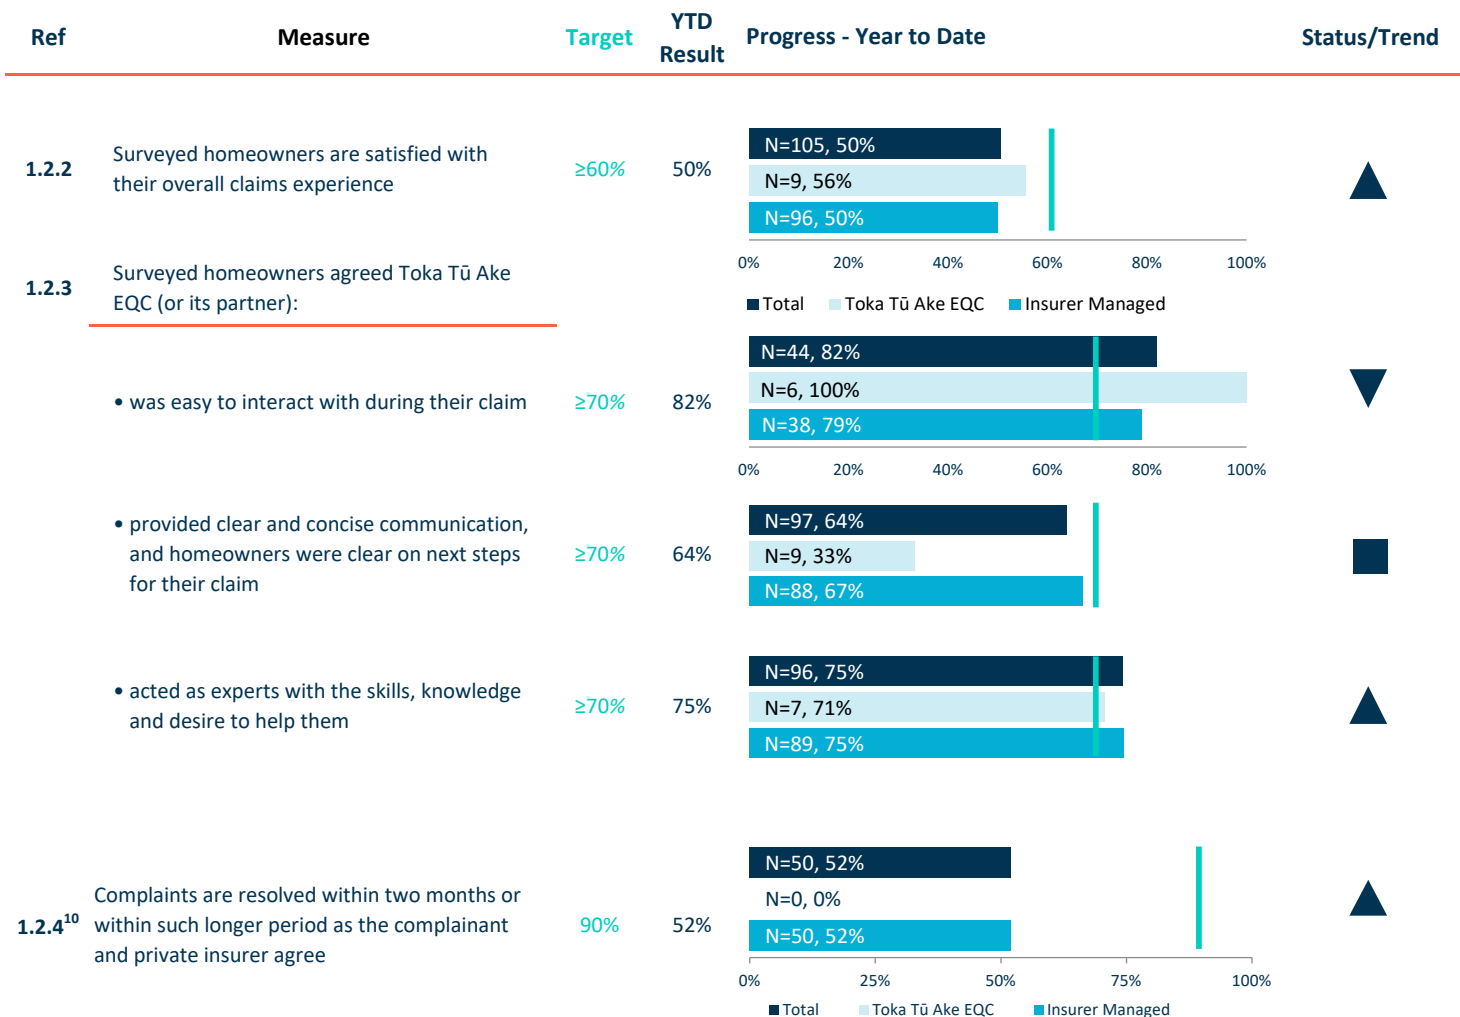 Ref Measure Target YTD Result Progress - Year to Date Status/Trend
1.2.2
Surveyed homeowners are satisfied with
their overall claims experience
≥60%
50%
N=105, 50%
N=9, 56%
N=96, 50%
0% 20% 40% 60% 80% 100%
Total Toka Tū Ake EQC Insurer Managed
1.2.3
Surveyed homeowners agreed Toka Tū Ake
EQC (or its partner):
• was easy to interact with during their claim
≥70%
82%
N=44, 82%
N=6, 100%
N=38, 79%
0% 20% 40% 60% 80% 100%
• provided clear and concise communication,
and homeowners were clear on next steps
for their claim
≥70%
64%
N=97, 64%
N=9, 33%
N=88, 67%
• acted as experts with the skills, knowledge
and desire to help them
≥70%
75%
N=96, 75%
N=7, 71%
N=89, 75%
1.2.4¹⁰
Complaints are resolved within two months or
within such longer period as the complainant
and private insurer agree
90%
52%
N=50, 52%
N=0, 0%
N=50, 52%
0% 25% 50% 75% 100%
Total Toka Tū Ake EQC Insurer Managed